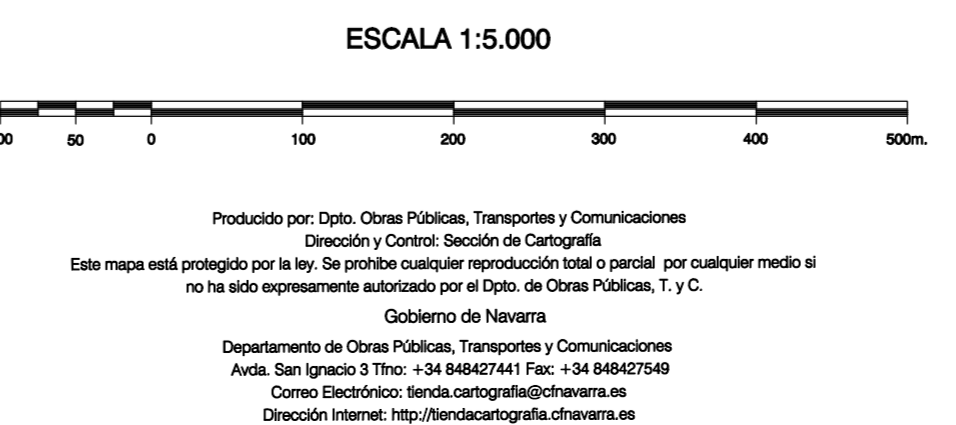 ESCALA 1:5.000
00 50 0 100 200 300 400 500m.
Producido por: Dpto. Obras Públicas, Transportes y Comunicaciones
Dirección y Control: Sección de Cartografía
Este mapa está protegido por la ley. Se prohibe cualquier reproducción total o parcial por cualquier medio si
no ha sido expresamente autorizado por el Dpto. de Obras Públicas, T. y C.
Gobierno de Navarra
Departamento de Obras Públicas, Transportes y Comunicaciones
Avda. San Ignacio 3 Tfno: +34 848427441 Fax: +34 848427549
Correo Electrónico: tienda.cartografia@cfnavarra.es
Dirección Internet: http://tiendacartografia.cfnavarra.es